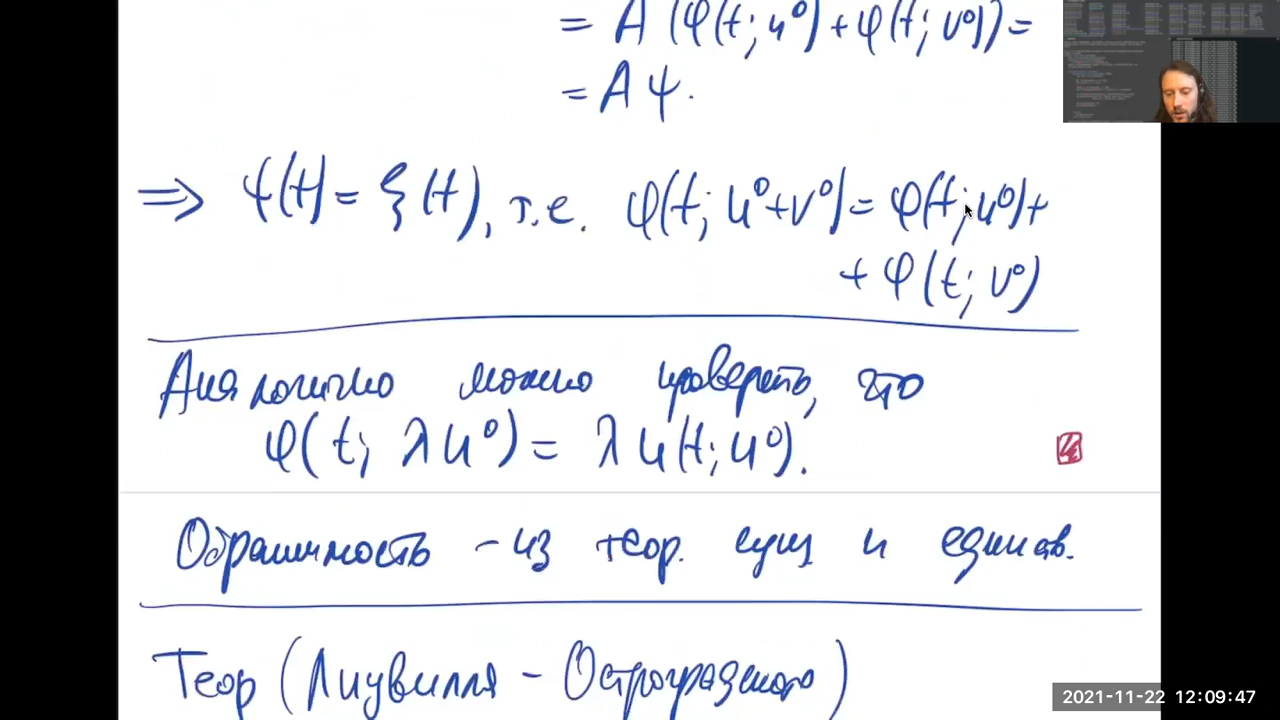 = A (φ(t; u⁰) + φ(t; v⁰)) =
= A ψ.
⇒ ψ(t) = ξ(t), т.е. φ(t; u⁰+v⁰) = φ(t; u⁰) +
+ φ(t; v⁰)
Аналогично можно проверить, что
φ(t; λu⁰) = λu(t; u⁰).
Обратимость - из теор. сущ и единств.
Теор (Лиувилля - Остроградского)
2021-11-22 12:09:47